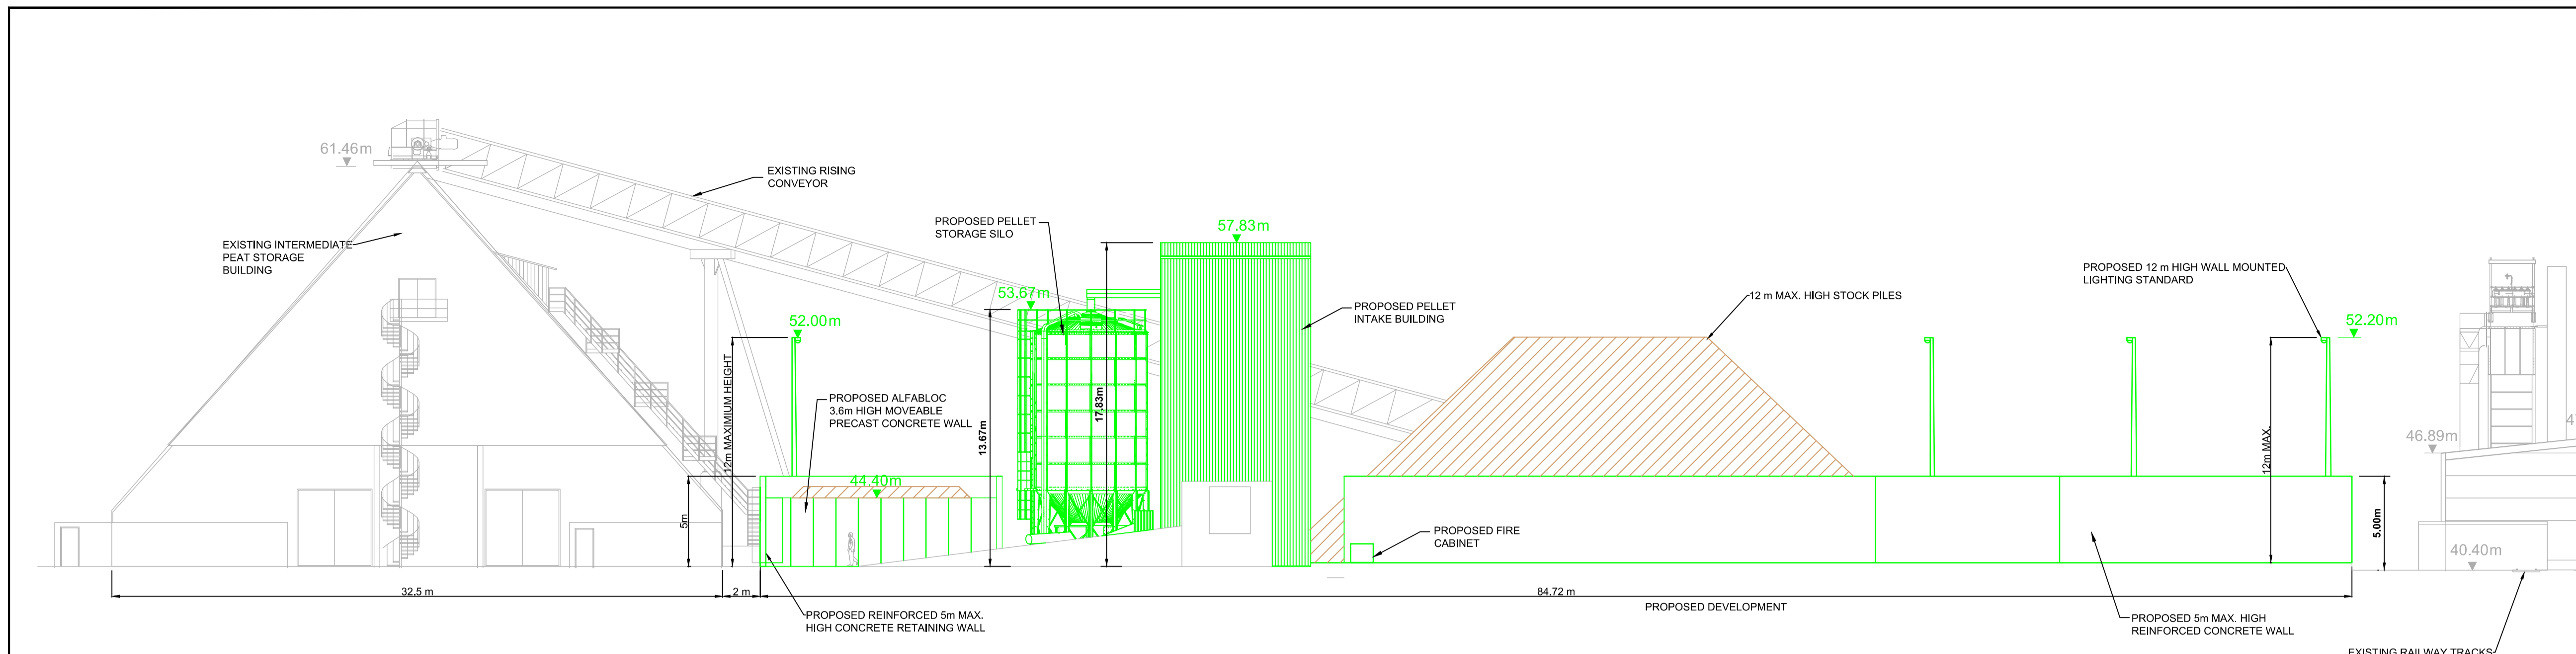 61.46m
EXISTING RISING
CONVEYOR
EXISTING INTERMEDIATE
PEAT STORAGE
BUILDING
PROPOSED PELLET
STORAGE SILO
57.83m
53.67m
52.00m
PROPOSED PELLET
INTAKE BUILDING
12 m MAX. HIGH STOCK PILES
PROPOSED 12 m HIGH WALL MOUNTED
LIGHTING STANDARD
52.20m
12m MAXIMIUM HEIGHT
PROPOSED ALFABLOC
3.6m HIGH MOVEABLE
PRECAST CONCRETE WALL
13.67m
17.83m
12m MAX.
46.89m
44.40m
5m
5.00m
PROPOSED FIRE
CABINET
40.40m
32.5 m
2 m
84.72 m
PROPOSED DEVELOPMENT
PROPOSED REINFORCED 5m MAX.
HIGH CONCRETE RETAINING WALL
PROPOSED 5m MAX. HIGH
REINFORCED CONCRETE WALL
EXISTING RAILWAY TRACKS